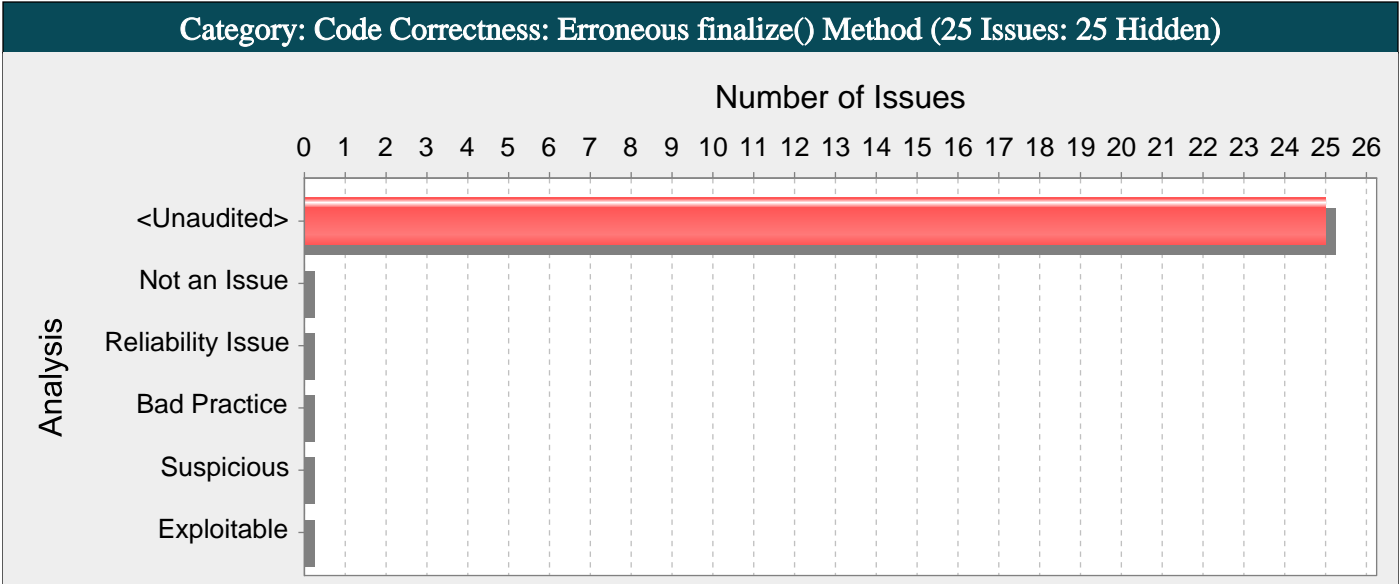 Category: Code Correctness: Erroneous finalize() Method (25 Issues: 25 Hidden)
Number of Issues
0 1 2 3 4 5 6 7 8 9 10 11 12 13 14 15 16 17 18 19 20 21 22 23 24 25 26
<Unaudited>
Not an Issue
Reliability Issue
Bad Practice
Suspicious
Exploitable
Analysis